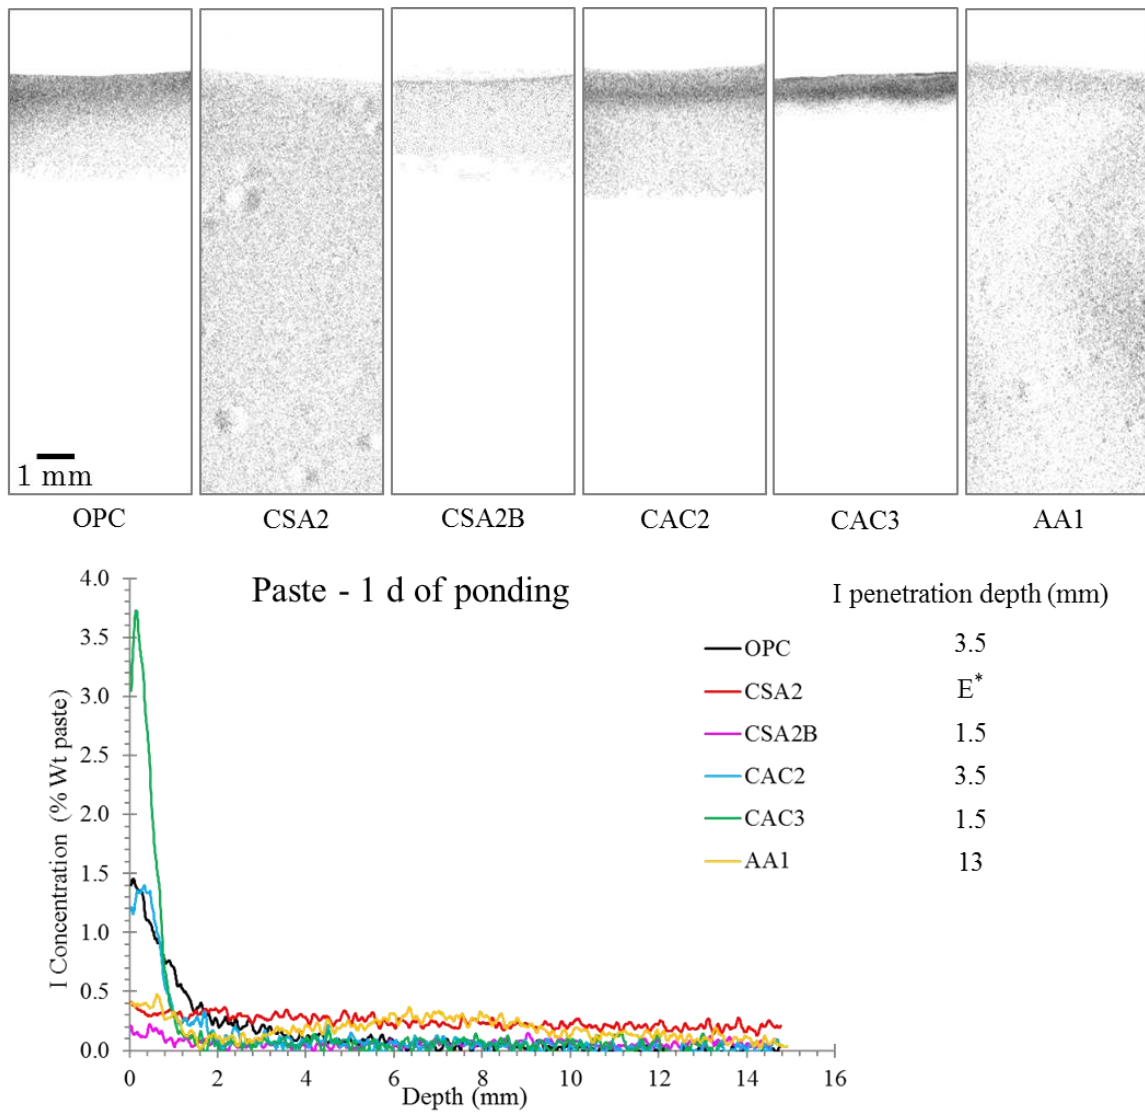 1 mm
OPC CSA2 CSA2B CAC2 CAC3 AA1
Paste - 1 d of ponding
I penetration depth (mm)
OPC 3.5
CSA2 E*
CSA2B 1.5
CAC2 3.5
CAC3 1.5
AA1 13
I Concentration (% Wt paste)
4.0
3.5
3.0
2.5
2.0
1.5
1.0
0.5
0.0
0 2 4 6 8 10 12 14 16
Depth (mm)